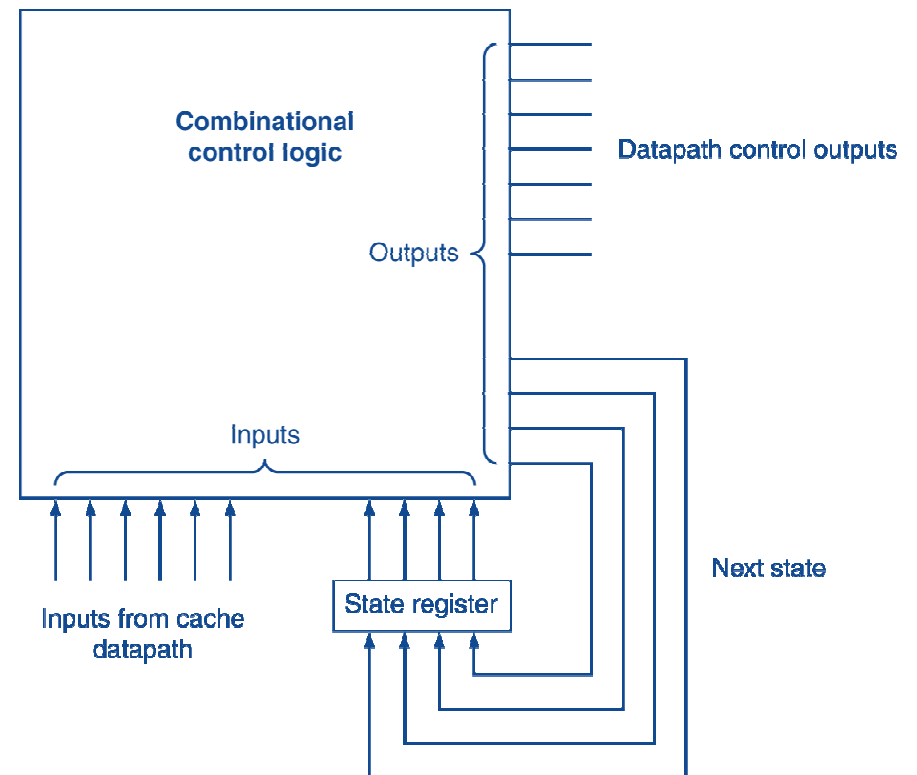 Combinational
control logic
Datapath control outputs
Outputs
Inputs
Next state
State register
Inputs from cache
datapath